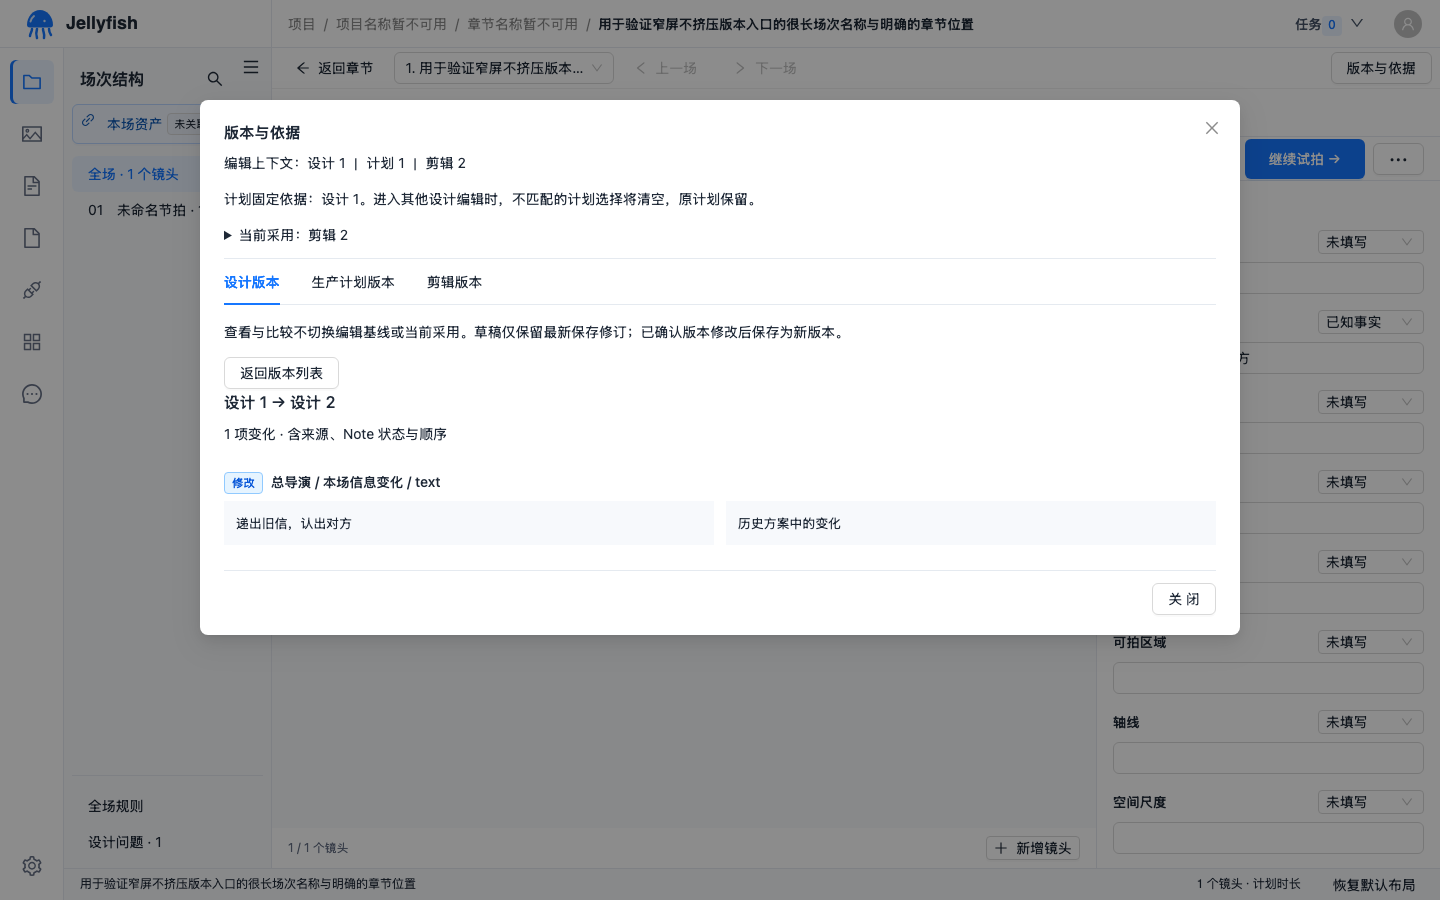 Jellyfish
项目 / 项目名称暂不可用 / 章节名称暂不可用 / 用于验证窄屏不挤压版本入口的很长场次名称与明确的章节位置
任务 0
场次结构
返回章节
1. 用于验证窄屏不挤压版本...
上一场
下一场
版本与依据
本场资产
全场 · 1 个镜头
01 未命名节拍 ·
继续试拍 →
版本与依据
编辑上下文：设计 1 | 计划 1 | 剪辑 2
计划固定依据：设计 1。进入其他设计编辑时，不匹配的计划选择将清空，原计划保留。
当前采用：剪辑 2
设计版本 生产计划版本 剪辑版本
查看与比较不切换编辑基线或当前采用。草稿仅保留最新保存修订；已确认版本修改后保存为新版本。
返回版本列表
设计 1 → 设计 2
1 项变化 · 含来源、Note 状态与顺序
修改 总导演 / 本场信息变化 / text
递出旧信，认出对方
历史方案中的变化
关 闭
未填写
已知事实
方
未填写
未填写
未填写
可拍区域 未填写
轴线 未填写
空间尺度 未填写
全场规则
设计问题 · 1
1 / 1 个镜头
新增镜头
用于验证窄屏不挤压版本入口的很长场次名称与明确的章节位置
1 个镜头 · 计划时长
恢复默认布局